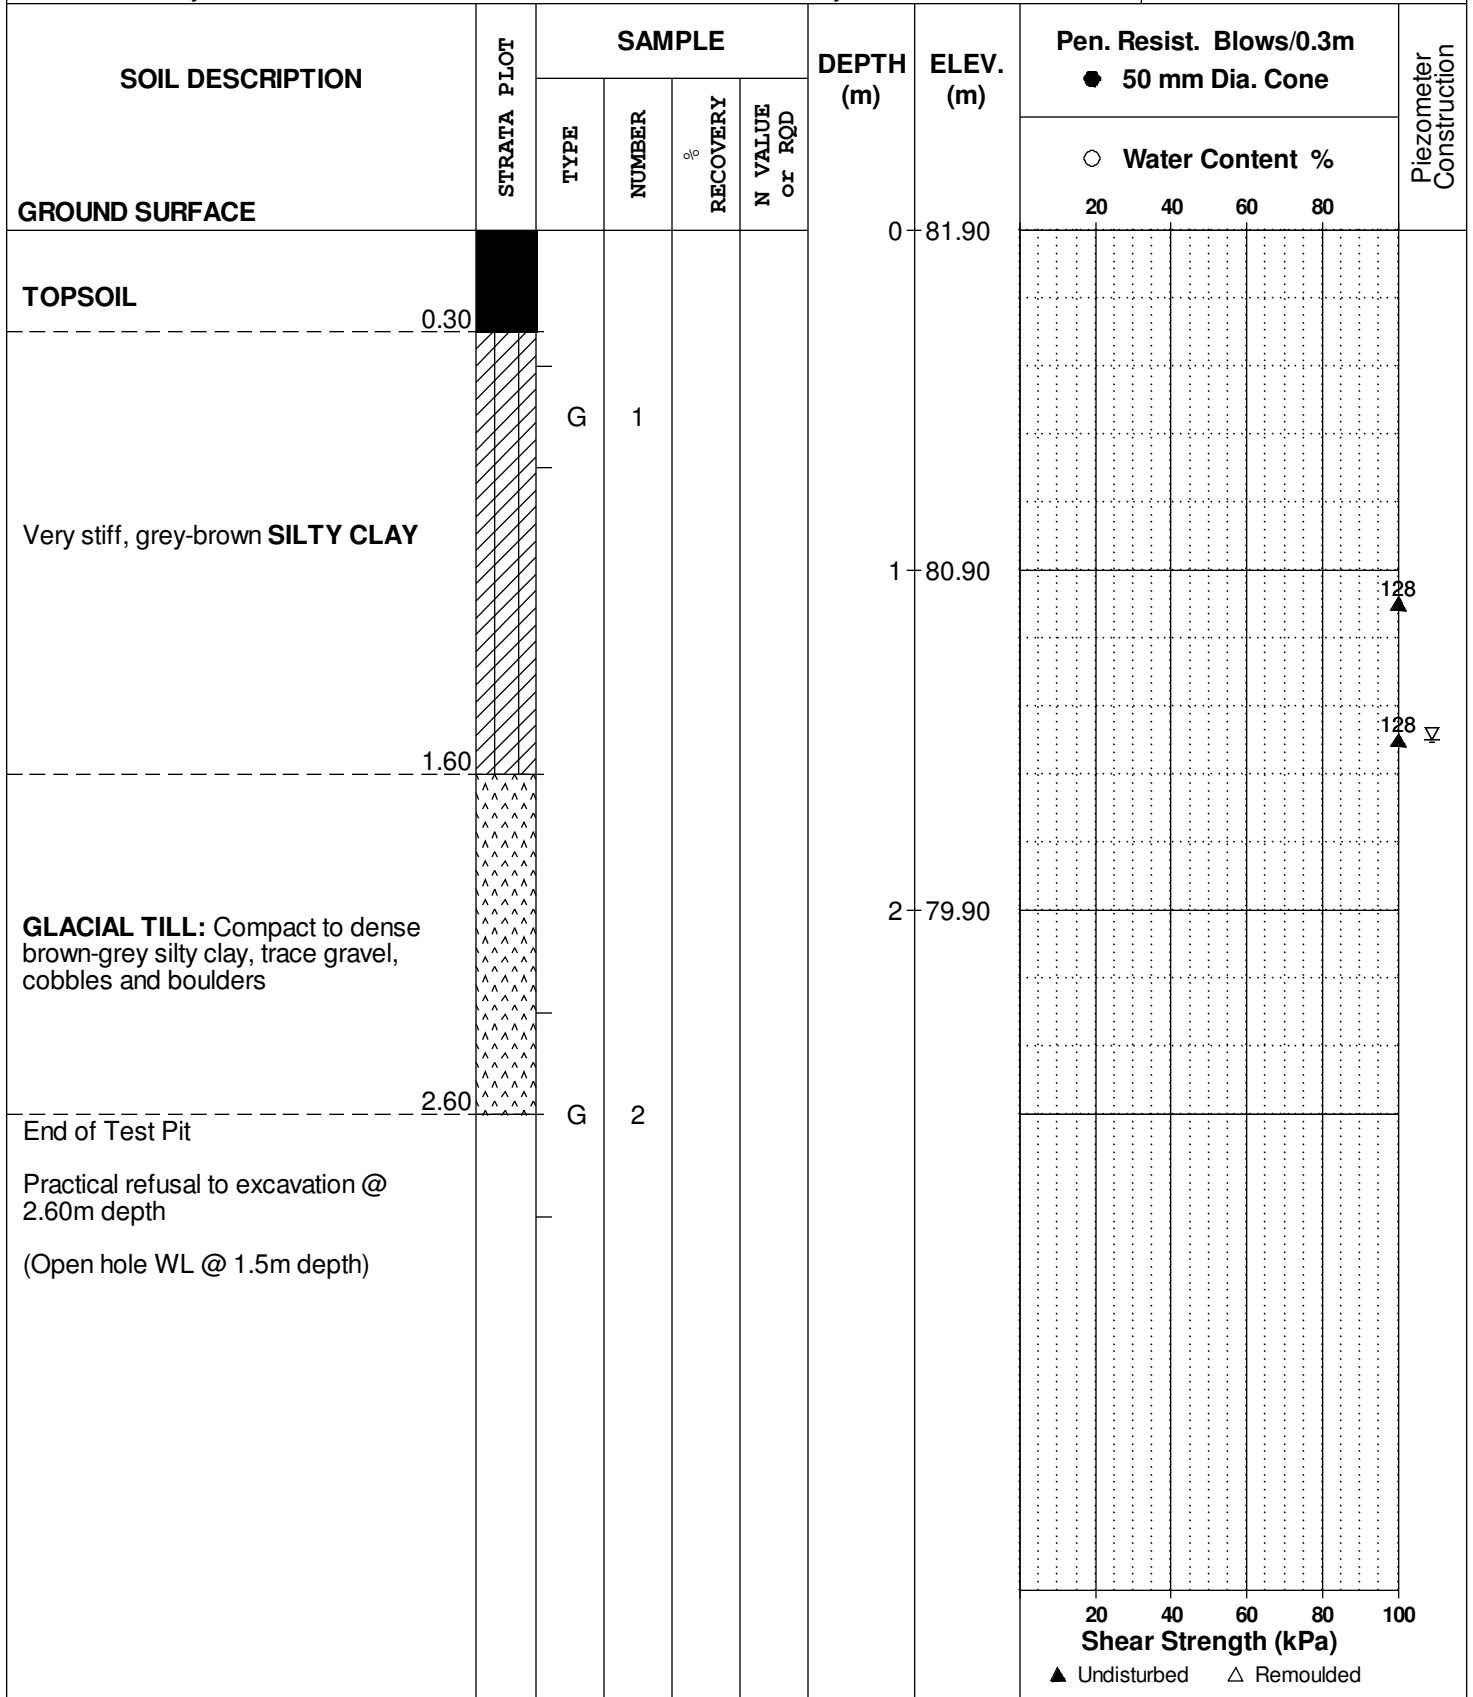 SOIL DESCRIPTION
GROUND SURFACE
STRATA PLOT
SAMPLE
TYPE
NUMBER
%
RECOVERY
N VALUE
or RQD
DEPTH
(m)
ELEV.
(m)
Pen. Resist. Blows/0.3m
● 50 mm Dia. Cone
○ Water Content %
20 40 60 80
Piezometer
Construction
0 81.90
TOPSOIL
0.30
G 1
Very stiff, grey-brown SILTY CLAY
1 80.90
128
128
1.60
GLACIAL TILL: Compact to dense
brown-grey silty clay, trace gravel,
cobbles and boulders
2 79.90
2.60
G 2
End of Test Pit
Practical refusal to excavation @
2.60m depth
(Open hole WL @ 1.5m depth)
20 40 60 80 100
Shear Strength (kPa)
▲ Undisturbed △ Remoulded